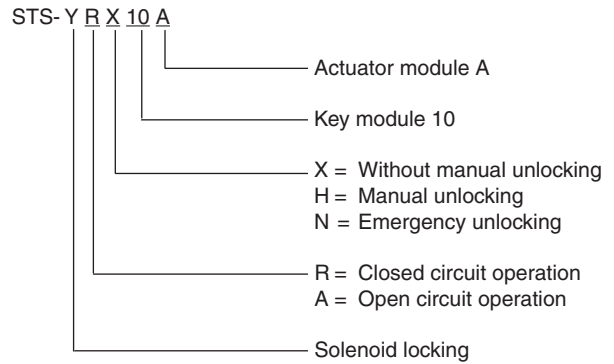 STS- Y R X 10 A
Actuator module A
Key module 10
X = Without manual unlocking
H = Manual unlocking
N = Emergency unlocking
R = Closed circuit operation
A = Open circuit operation
Solenoid locking